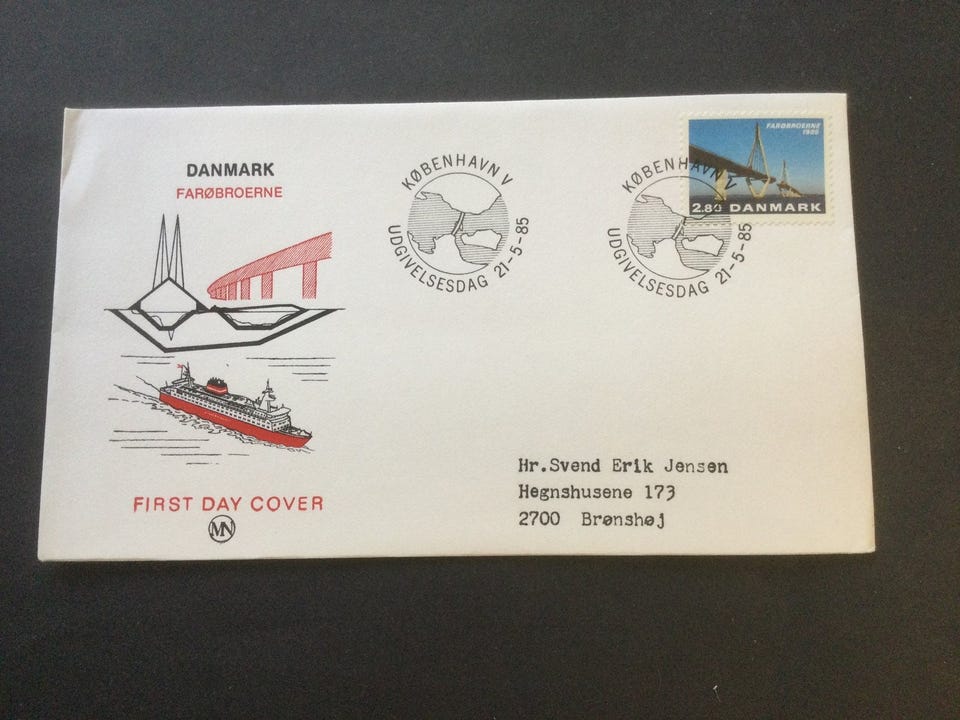 DANMARK
FARØBROERNE
KØBENHAVN V
UDGIVELSESDAG 21-5-85
KØBENHAVN V
UDGIVELSESDAG 21-5-85
FARØBROERNE
1985
2.80 DANMARK
Hr.Svend Erik Jensen
Hegnshusene 173
2700 Brønshøj
FIRST DAY COVER
MN